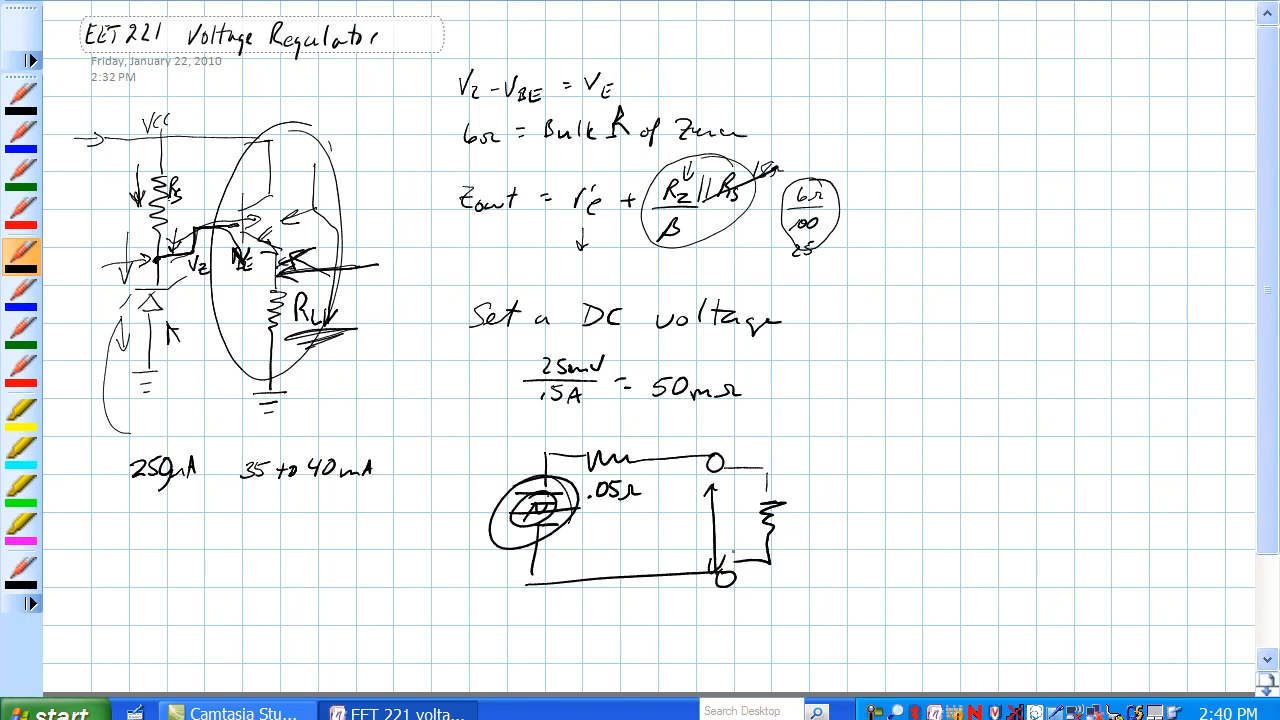 EET 221 Voltage Regulator
Friday, January 22, 2010
2:32 PM
VCC
RS
VZ
RL
250μA 35 to 40mA
VZ - VBE = VE
6Ω = Bulk R of Zener
Zout = r'e + RZ || RS
β
6Ω
100
25
Set a DC voltage
25mV
.5A
= 50mΩ
.05Ω
start
Camtasia Stu...
EET 221 volta...
Search Desktop
2:40 PM